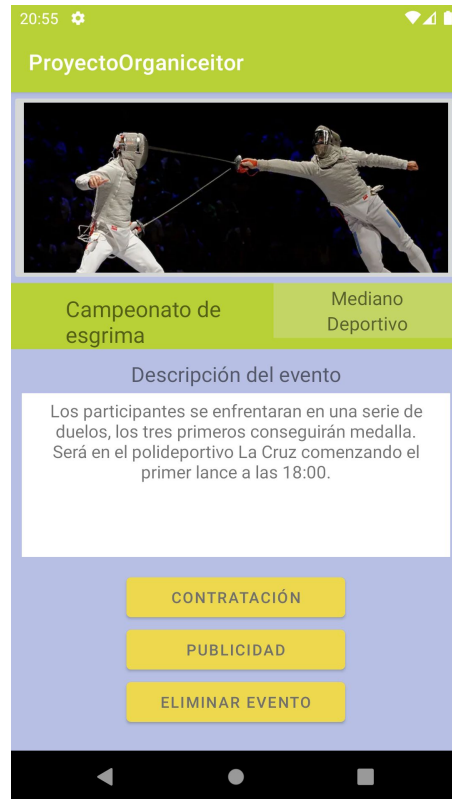 20:55
ProyectoOrganiceitor
Campeonato de
esgrima
Mediano
Deportivo
Descripción del evento
Los participantes se enfrentaran en una serie de
duelos, los tres primeros conseguirán medalla.
Será en el polideportivo La Cruz comenzando el
primer lance a las 18:00.
CONTRATACIÓN
PUBLICIDAD
ELIMINAR EVENTO